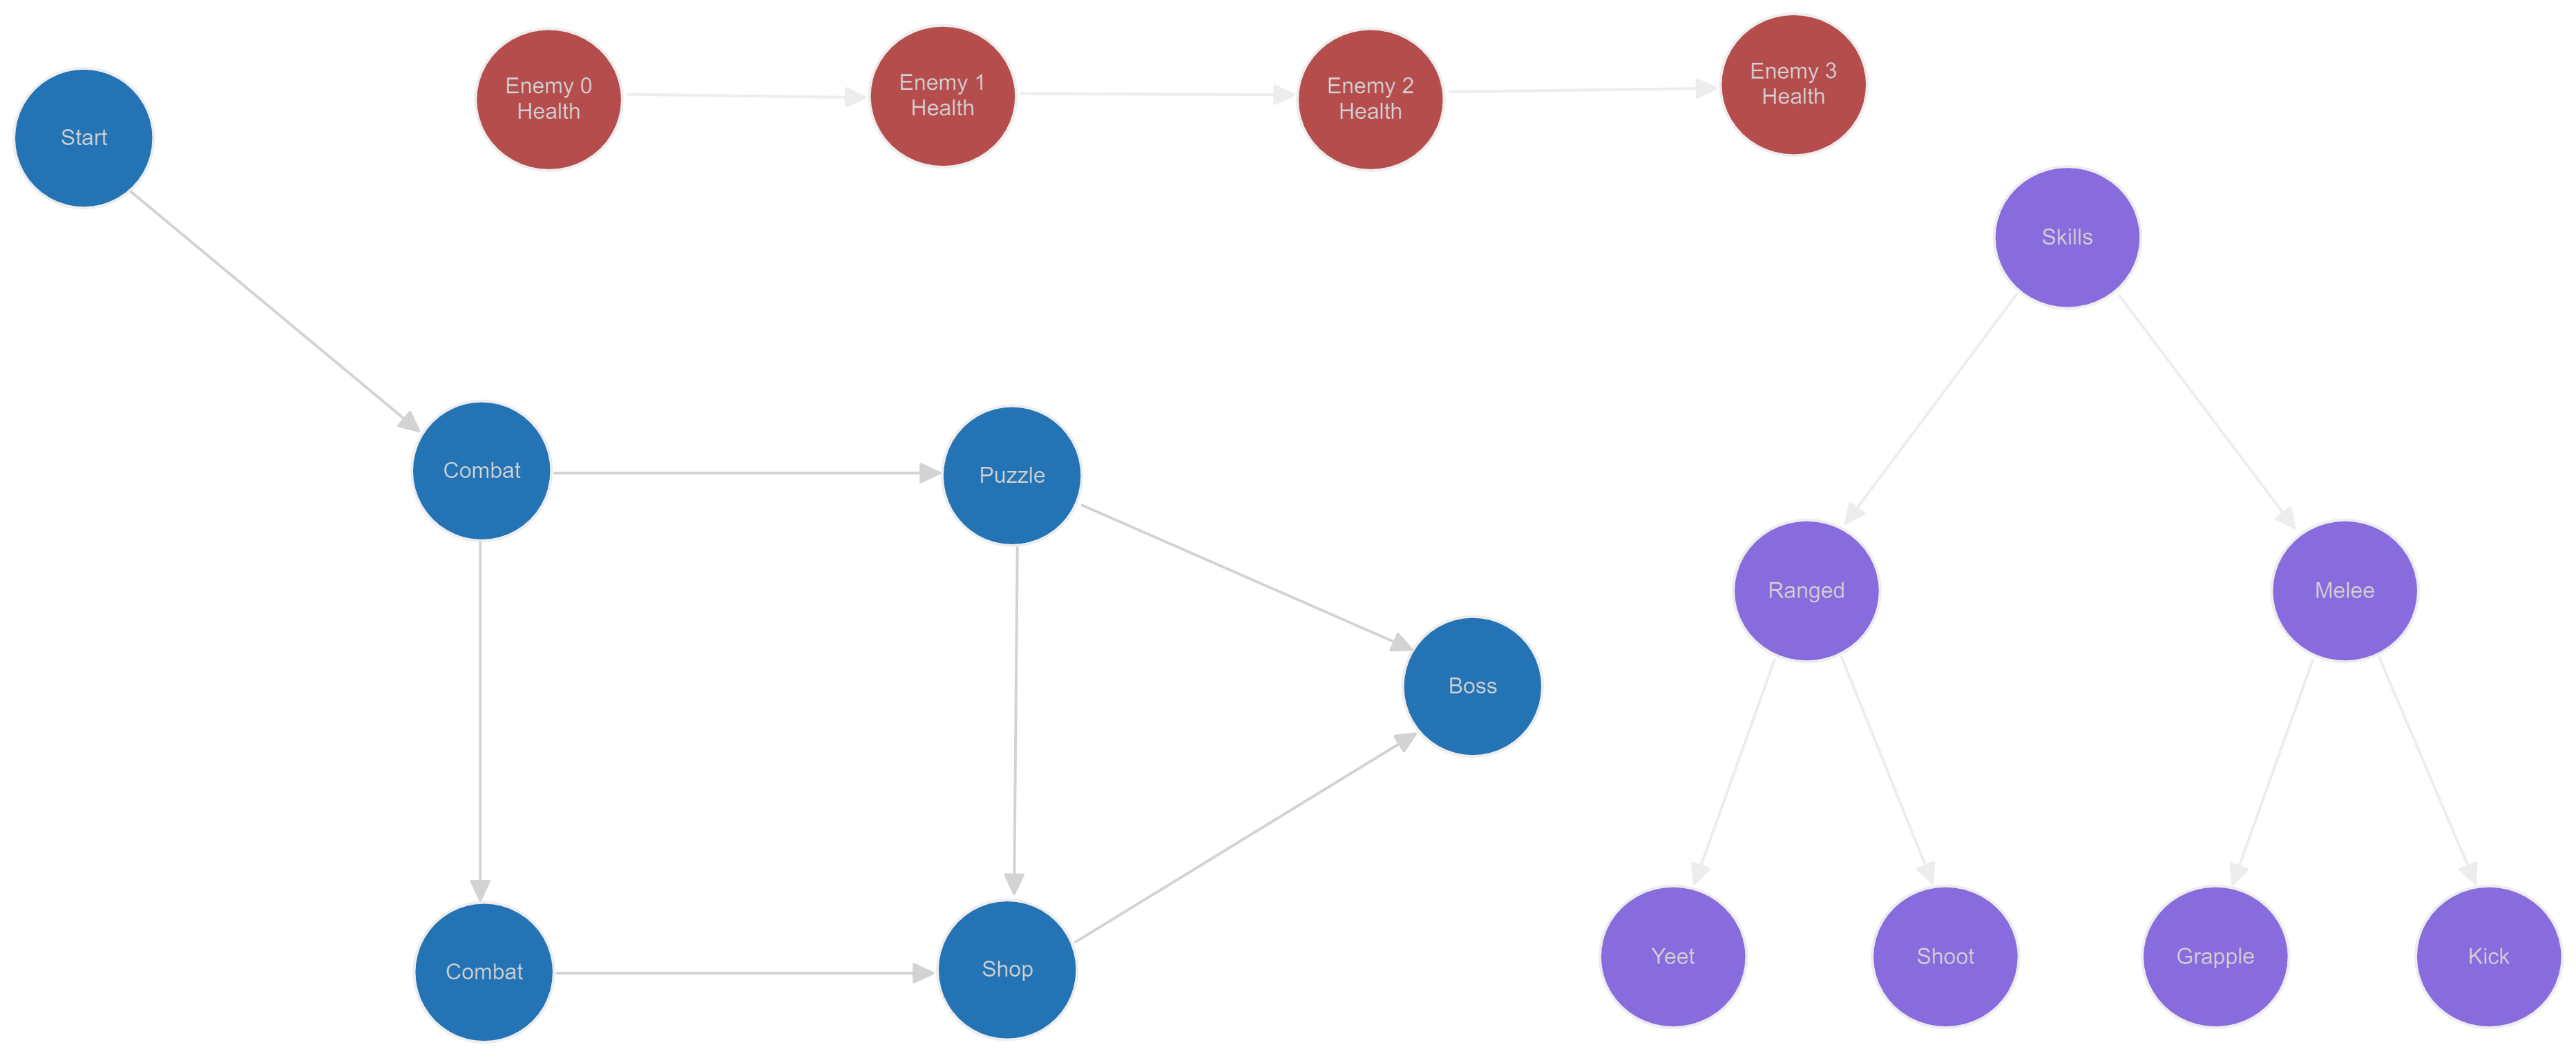 Start
Enemy 0
Health
Enemy 1
Health
Enemy 2
Health
Enemy 3
Health
Skills
Combat
Puzzle
Boss
Ranged
Melee
Combat
Shop
Yeet
Shoot
Grapple
Kick